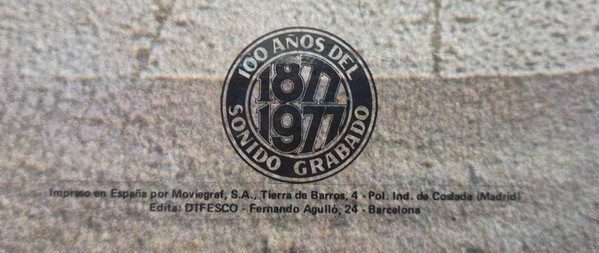 100 AÑOS DEL
1877
1977
SONIDO GRABADO
Impreso en España por Moviegraf, S.A., Tierra de Barros, 4 - Pol. Ind. de Coslada (Madrid)
Edita: DTFESCO - Fernando Agulló, 24 - Barcelona